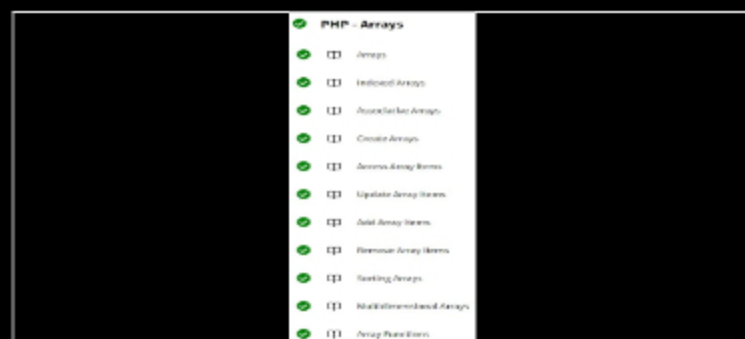 PHP - Arrays
Arrays
Indexed Arrays
Associative Arrays
Create Arrays
Access Array Items
Update Array Items
Add Array Items
Remove Array Items
Sorting Arrays
Multidimensional Arrays
Array Functions